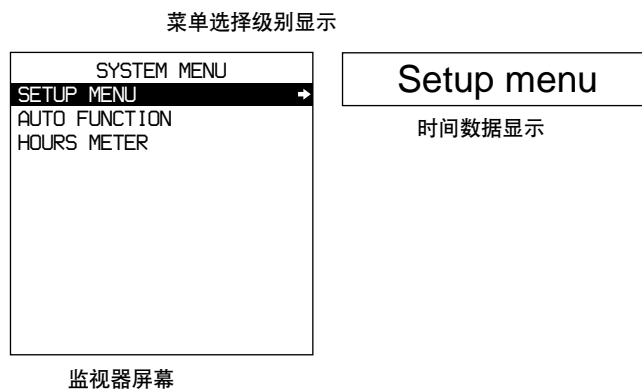 菜单选择级别显示
SYSTEM MENU
SETUP MENU
AUTO FUNCTION
HOURS METER
Setup menu
时间数据显示
监视器屏幕